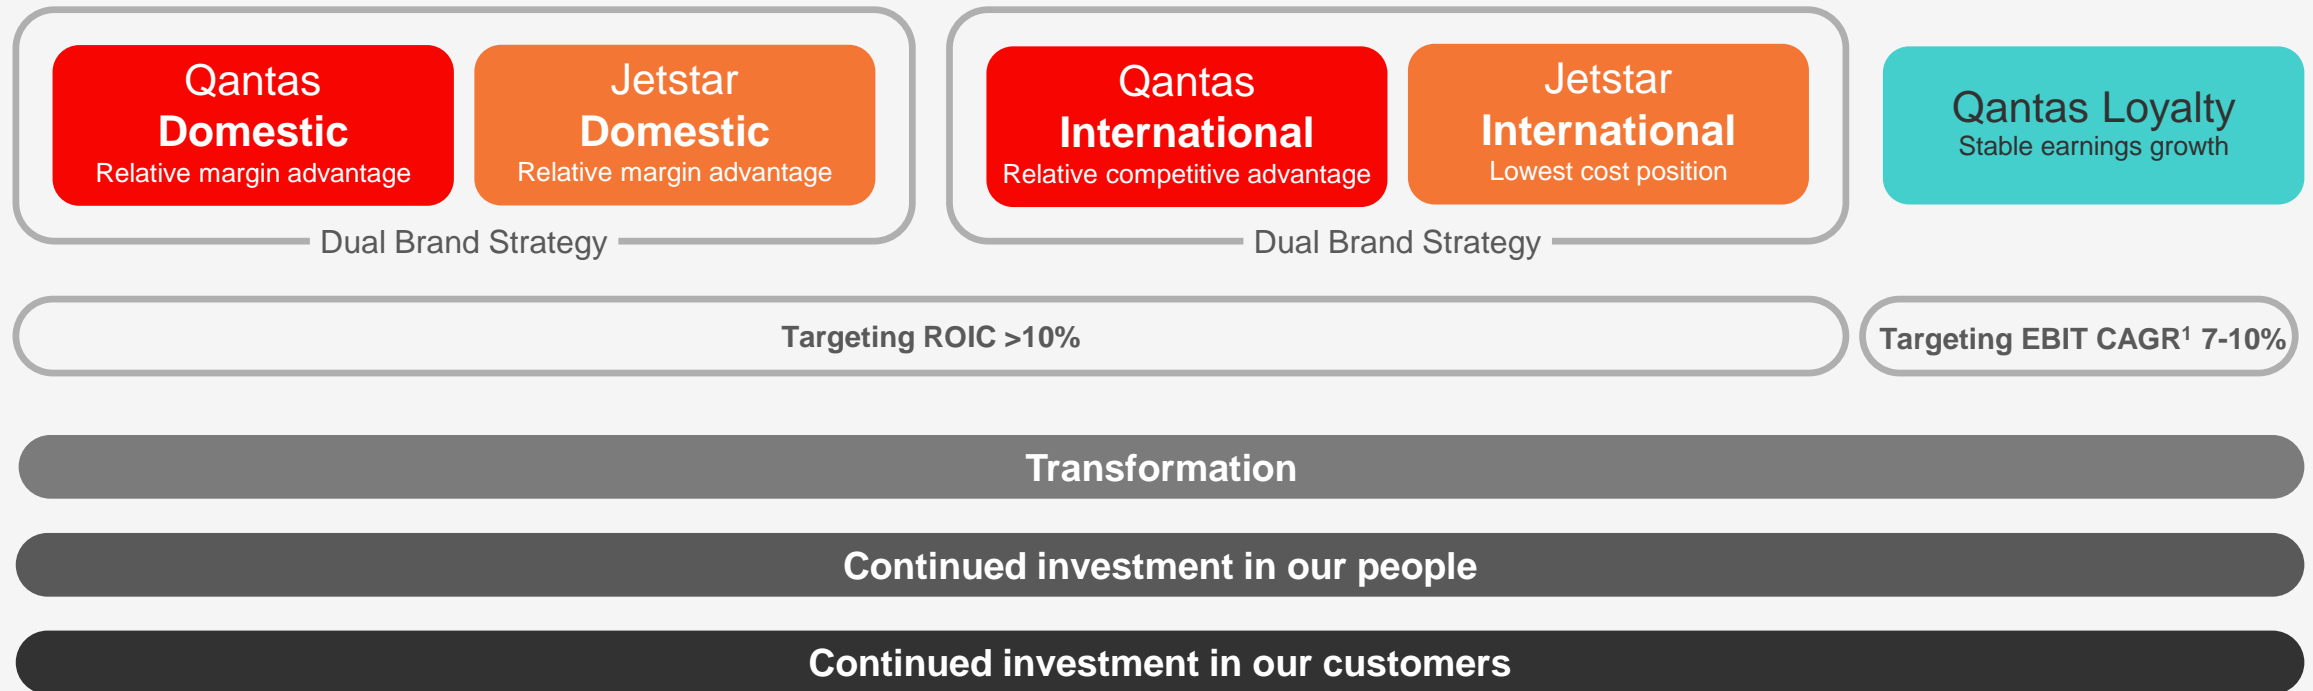 Qantas
Domestic
Relative margin advantage
Jetstar
Domestic
Relative margin advantage
Dual Brand Strategy
Qantas
International
Relative competitive advantage
Jetstar
International
Lowest cost position
Dual Brand Strategy
Qantas Loyalty
Stable earnings growth
Targeting ROIC >10%
Targeting EBIT CAGR¹ 7-10%
Transformation
Continued investment in our people
Continued investment in our customers